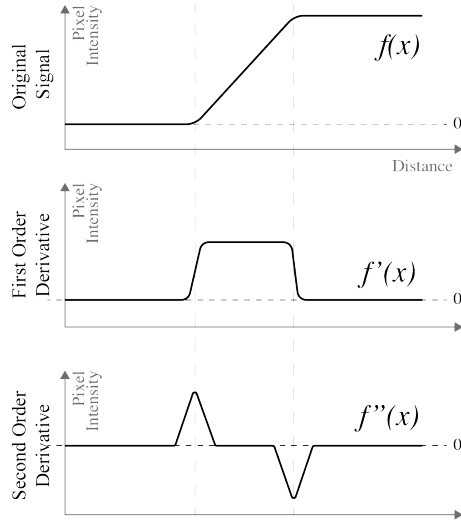 Original
Signal
Pixel
Intensity
f(x)
0
Distance
First Order
Derivative
Pixel
Intensity
f'(x)
0
Second Order
Derivative
Pixel
Intensity
f''(x)
0